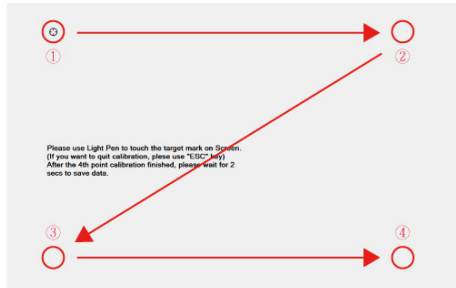 ①
②
Please use Light Pen to touch the target mark on Screen.
(If you want to quit calibration, plese use "ESC" key)
After the 4th point calibration finished, please wait for 2
secs to save data.
③
④